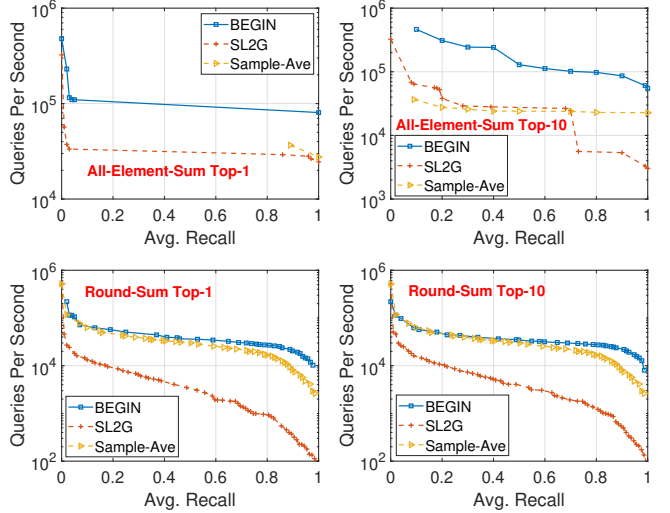 Queries Per Second
10^6
10^5
10^4
0 0.2 0.4 0.6 0.8 1
Avg. Recall
BEGIN
SL2G
Sample-Ave
All-Element-Sum Top-1
Queries Per Second
10^6
10^5
10^4
10^3
0 0.2 0.4 0.6 0.8 1
Avg. Recall
All-Element-Sum Top-10
BEGIN
SL2G
Sample-Ave
Queries Per Second
10^6
10^4
10^2
0 0.2 0.4 0.6 0.8 1
Avg. Recall
Round-Sum Top-1
BEGIN
SL2G
Sample-Ave
Queries Per Second
10^6
10^4
10^2
0 0.2 0.4 0.6 0.8 1
Avg. Recall
Round-Sum Top-10
BEGIN
SL2G
Sample-Ave